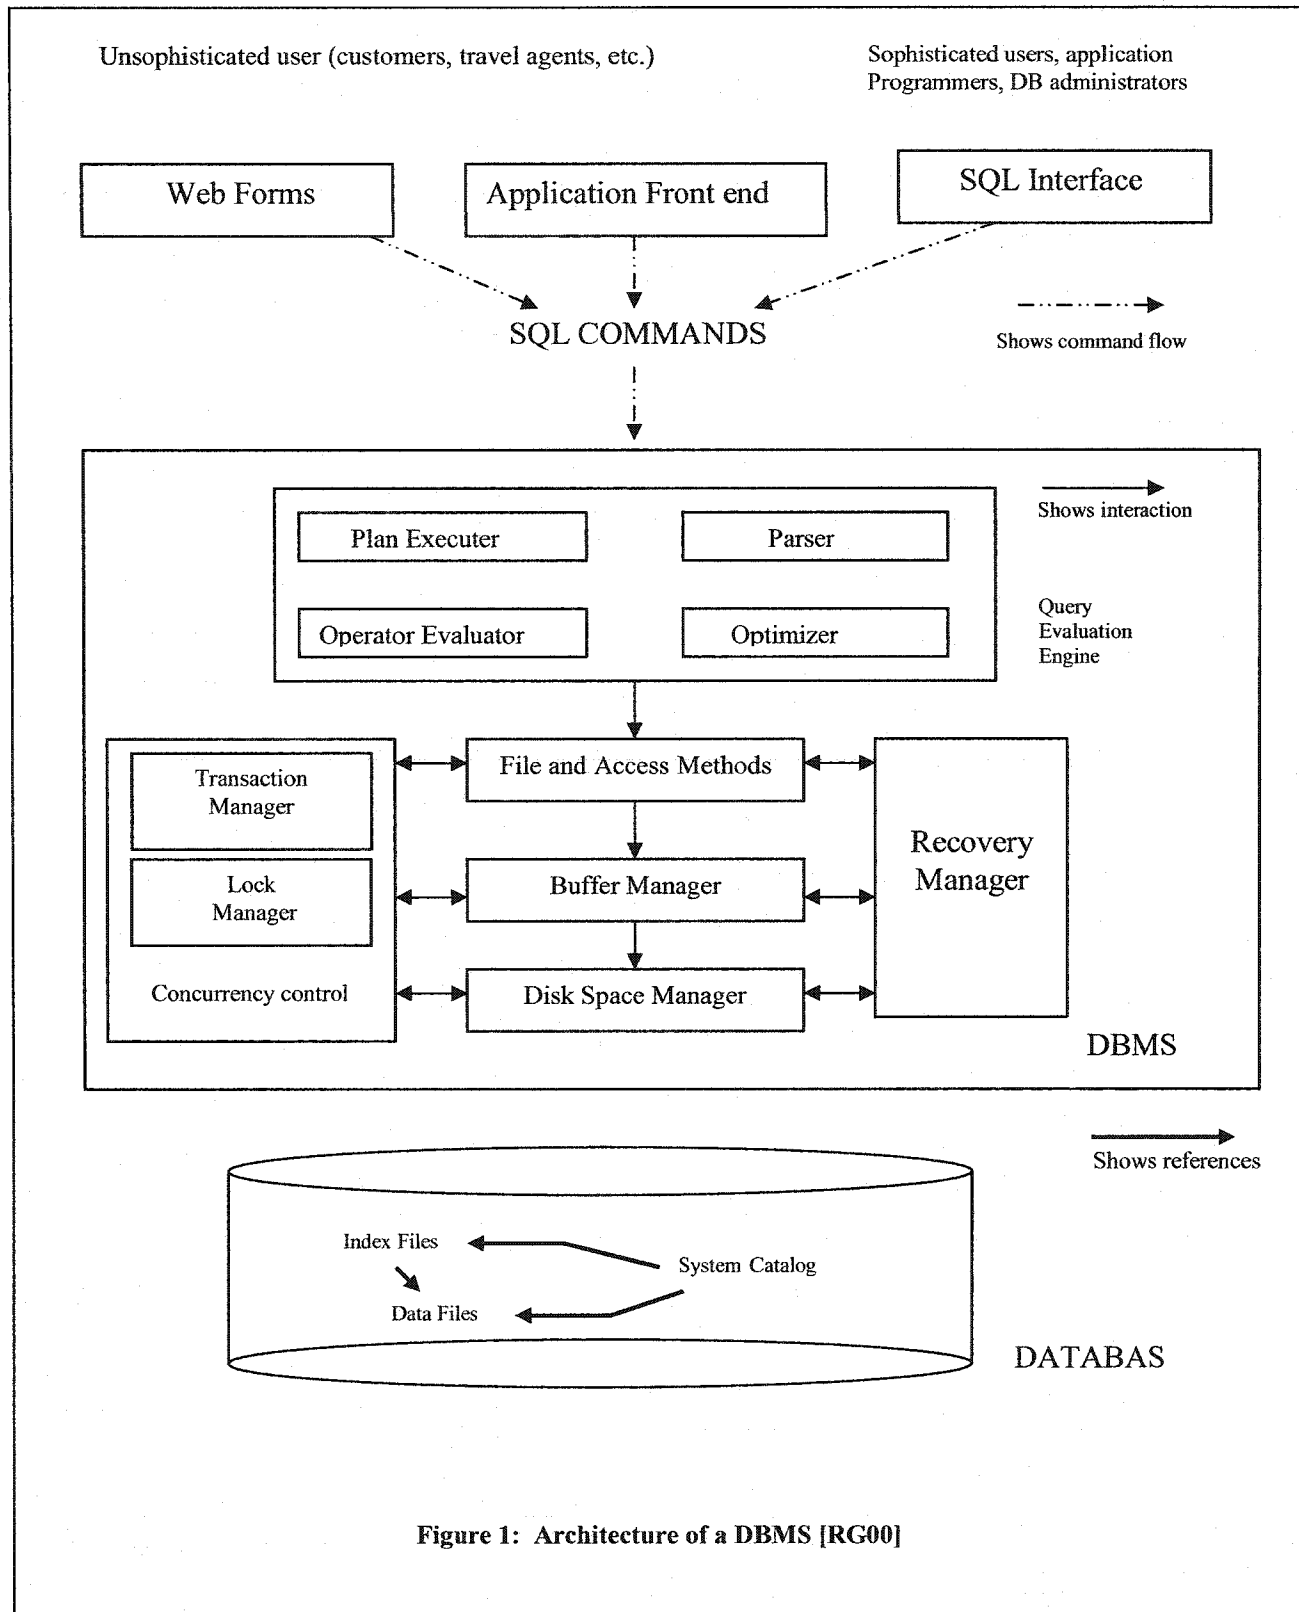 Unsophisticated user (customers, travel agents, etc.)
Sophisticated users, application
Programmers, DB administrators
Web Forms
Application Front end
SQL Interface
SQL COMMANDS
Shows command flow
Shows interaction
Plan Executer
Parser
Operator Evaluator
Optimizer
Query
Evaluation
Engine
Transaction
Manager
Lock
Manager
Concurrency control
File and Access Methods
Buffer Manager
Disk Space Manager
Recovery
Manager
DBMS
Shows references
Index Files
System Catalog
Data Files
DATABAS
Figure 1: Architecture of a DBMS [RG00]